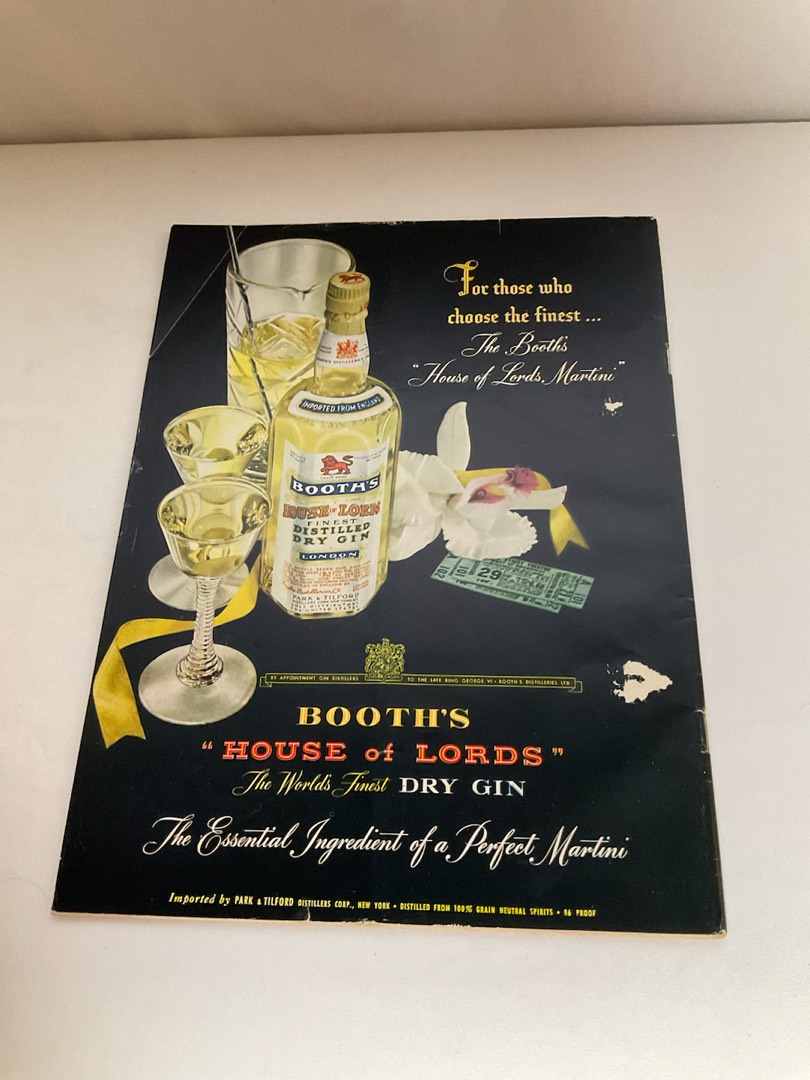 For those who
choose the finest...
The Booth's
"House of Lords Martini"
IMPORTED FROM ENGLAND
BOOTH'S
HOUSE OF LORDS
FINEST
DISTILLED
DRY GIN
LONDON
PARK & TILFORD
29
BY APPOINTMENT GIN DISTILLERS TO THE LATE KING GEORGE VI • BOOTH'S DISTILLERIES, LTD
BOOTH'S
"HOUSE of LORDS"
The World's Finest DRY GIN
The Essential Ingredient of a Perfect Martini
Imported by PARK & TILFORD DISTILLERS CORP., NEW YORK • DISTILLED FROM 100% GRAIN NEUTRAL SPIRITS • 86 PROOF